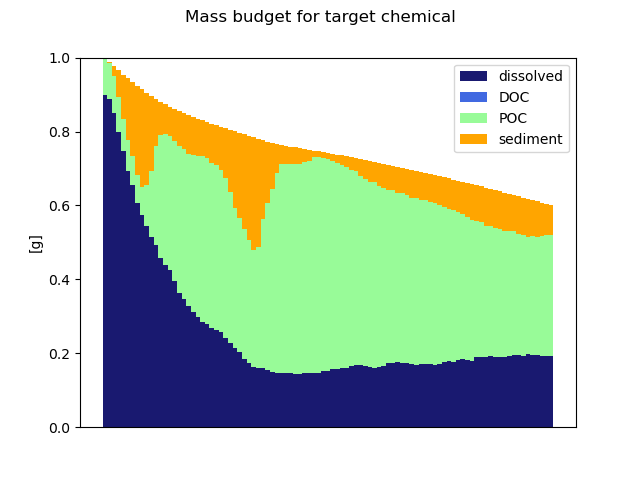 Mass budget for target chemical
1.0
0.8
0.6
0.4
0.2
0.0
[g]
dissolved
DOC
POC
sediment